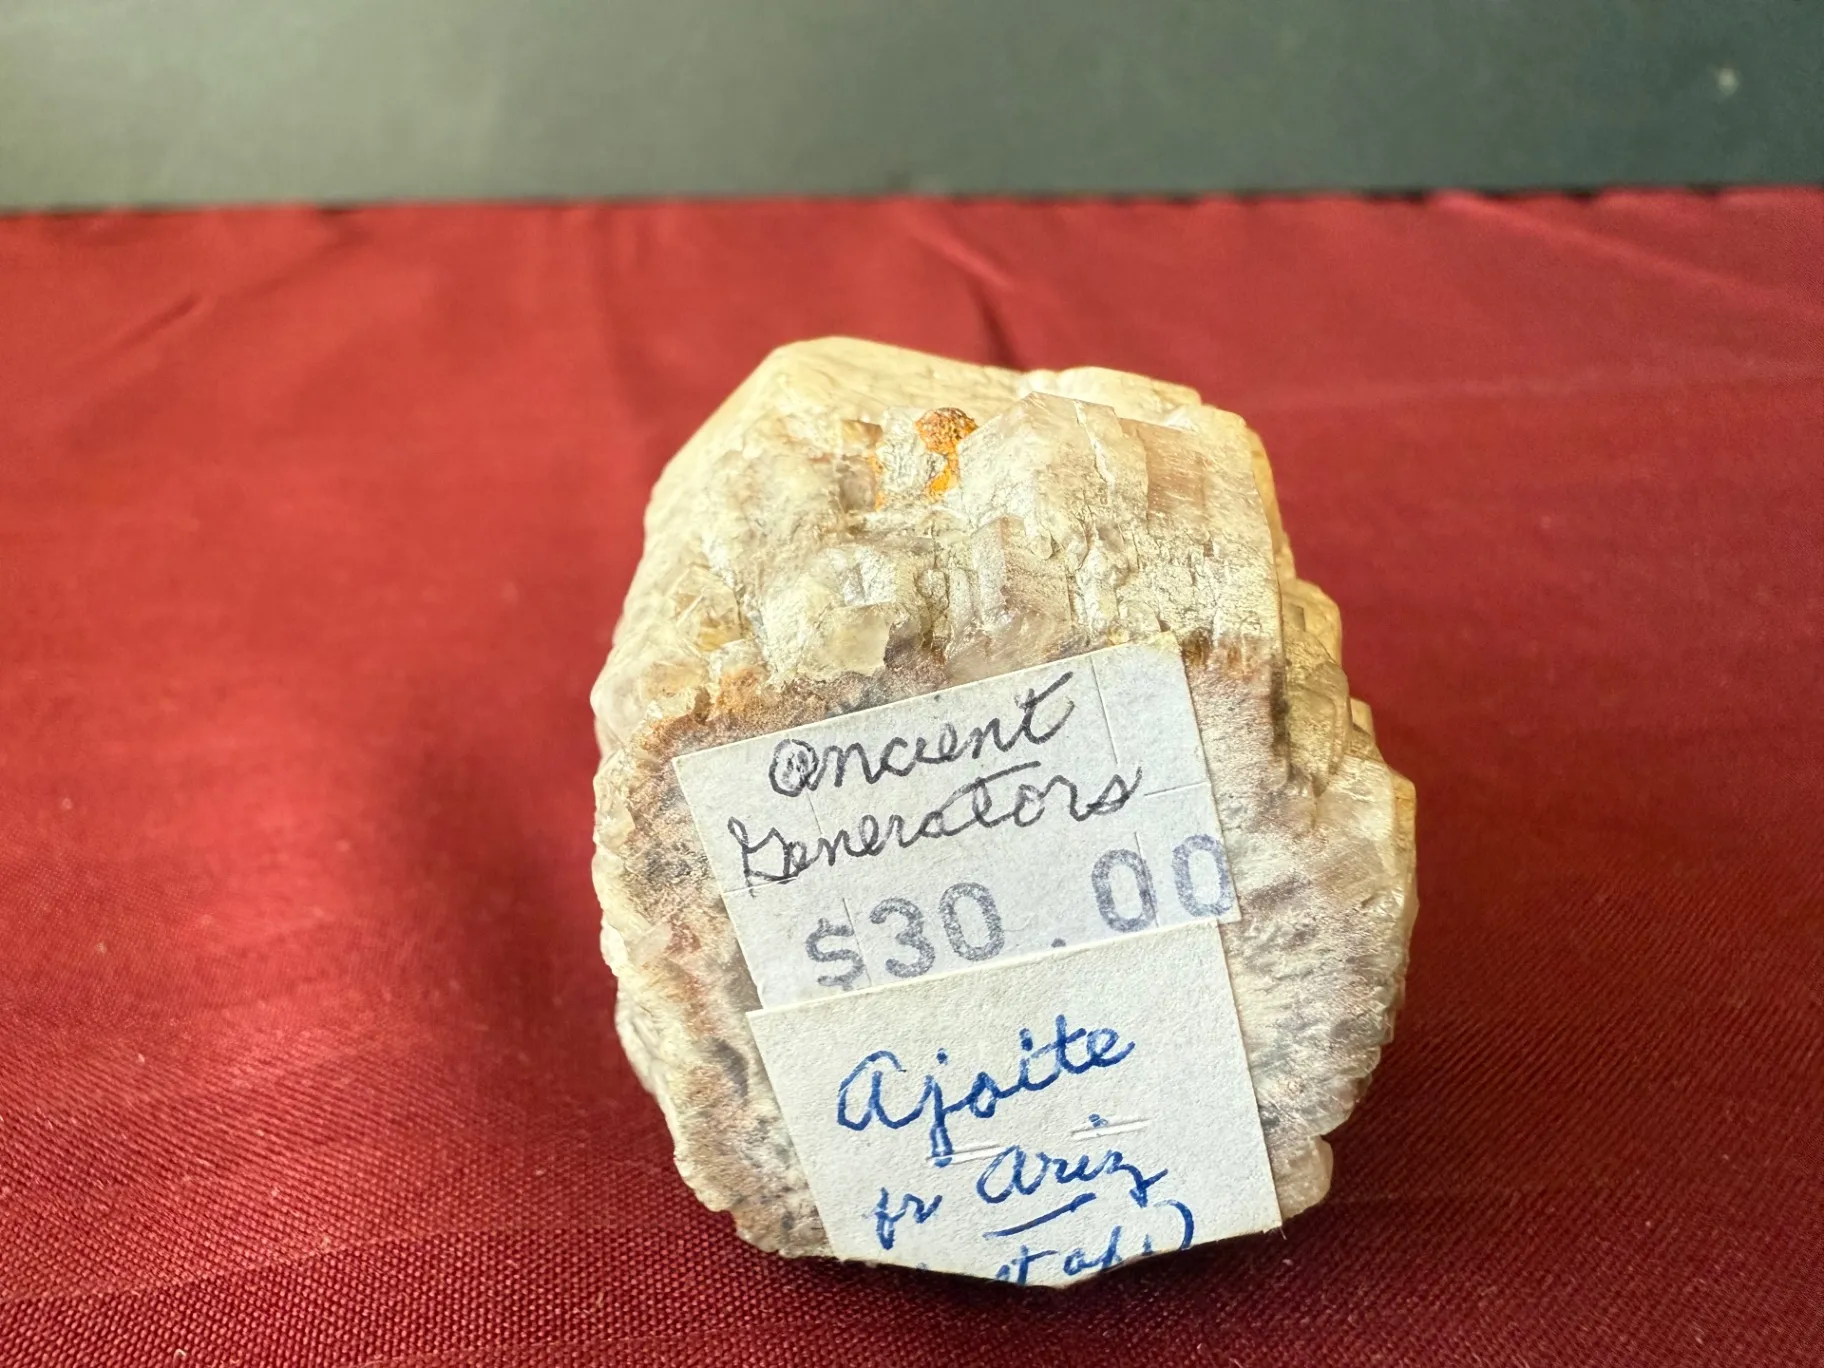 Ancient
Generators
$30.00
Ajoite
fr Ariz